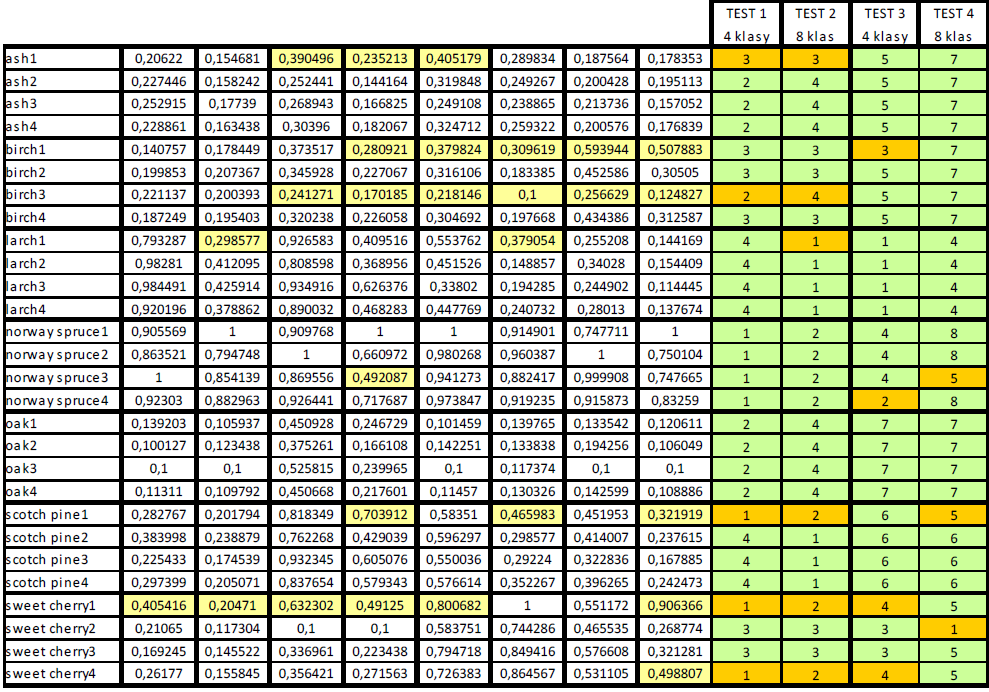 TEST 1 TEST 2 TEST 3 TEST 4
4 klasy 8 klas 4 klasy 8 klas
ash1 0,20622 0,154681 0,390496 0,235213 0,405179 0,289834 0,187564 0,178353 3 3 5 7
ash2 0,227446 0,158242 0,252441 0,144164 0,319848 0,249267 0,200428 0,195113 2 4 5 7
ash3 0,252915 0,17739 0,268943 0,166825 0,249108 0,238865 0,213736 0,157052 2 4 5 7
ash4 0,228861 0,163438 0,30396 0,182067 0,324712 0,259322 0,200576 0,176839 2 4 5 7
birch1 0,140757 0,178449 0,373517 0,280921 0,379824 0,309619 0,593944 0,507883 3 3 3 7
birch2 0,199853 0,207367 0,345928 0,227067 0,316106 0,183385 0,452586 0,30505 3 3 5 7
birch3 0,221137 0,200393 0,241271 0,170185 0,218146 0,1 0,256629 0,124827 2 4 5 7
birch4 0,187249 0,195403 0,320238 0,226058 0,304692 0,197668 0,434386 0,312587 3 3 5 7
larch1 0,793287 0,298577 0,926583 0,409516 0,553762 0,379054 0,255208 0,144169 4 1 1 4
larch2 0,98281 0,412095 0,808598 0,368956 0,451526 0,148857 0,34028 0,154409 4 1 1 4
larch3 0,984491 0,425914 0,934916 0,626376 0,33802 0,194285 0,244902 0,114445 4 1 1 4
larch4 0,920196 0,378862 0,890032 0,468283 0,447769 0,240732 0,28013 0,137674 4 1 1 4
norway spruce1 0,905569 1 0,909768 1 1 0,914901 0,747711 1 1 2 4 8
norway spruce2 0,863521 0,794748 1 0,660972 0,980268 0,960387 1 0,750104 1 2 4 8
norway spruce3 1 0,854139 0,869556 0,492087 0,941273 0,882417 0,999908 0,747665 1 2 4 5
norway spruce4 0,92303 0,882963 0,926441 0,717687 0,973847 0,919235 0,915873 0,83259 1 2 2 8
oak1 0,139203 0,105937 0,450928 0,246729 0,101459 0,139765 0,133542 0,120611 2 4 7 7
oak2 0,100127 0,123438 0,375261 0,166108 0,142251 0,133838 0,194256 0,106049 2 4 7 7
oak3 0,1 0,1 0,525815 0,239965 0,1 0,117374 0,1 0,1 2 4 7 7
oak4 0,11311 0,109792 0,450668 0,217601 0,11457 0,130326 0,142599 0,108886 2 4 7 7
scotch pine1 0,282767 0,201794 0,818349 0,703912 0,58351 0,465983 0,451953 0,321919 1 2 6 5
scotch pine2 0,383998 0,238879 0,762268 0,429039 0,596297 0,298577 0,414007 0,237615 4 1 6 6
scotch pine3 0,225433 0,174539 0,932345 0,605076 0,550036 0,29224 0,322836 0,167885 4 1 6 6
scotch pine4 0,297399 0,205071 0,837654 0,579343 0,576614 0,352267 0,396265 0,242473 4 1 6 6
sweet cherry1 0,405416 0,20471 0,632302 0,49125 0,800682 1 0,551172 0,906366 1 2 4 5
sweet cherry2 0,21065 0,117304 0,1 0,1 0,583751 0,744286 0,465535 0,268774 3 3 3 1
sweet cherry3 0,169245 0,145522 0,336961 0,223438 0,794718 0,849416 0,576608 0,321281 3 3 3 5
sweet cherry4 0,26177 0,155845 0,356421 0,271563 0,726383 0,864567 0,531105 0,498807 1 2 4 5